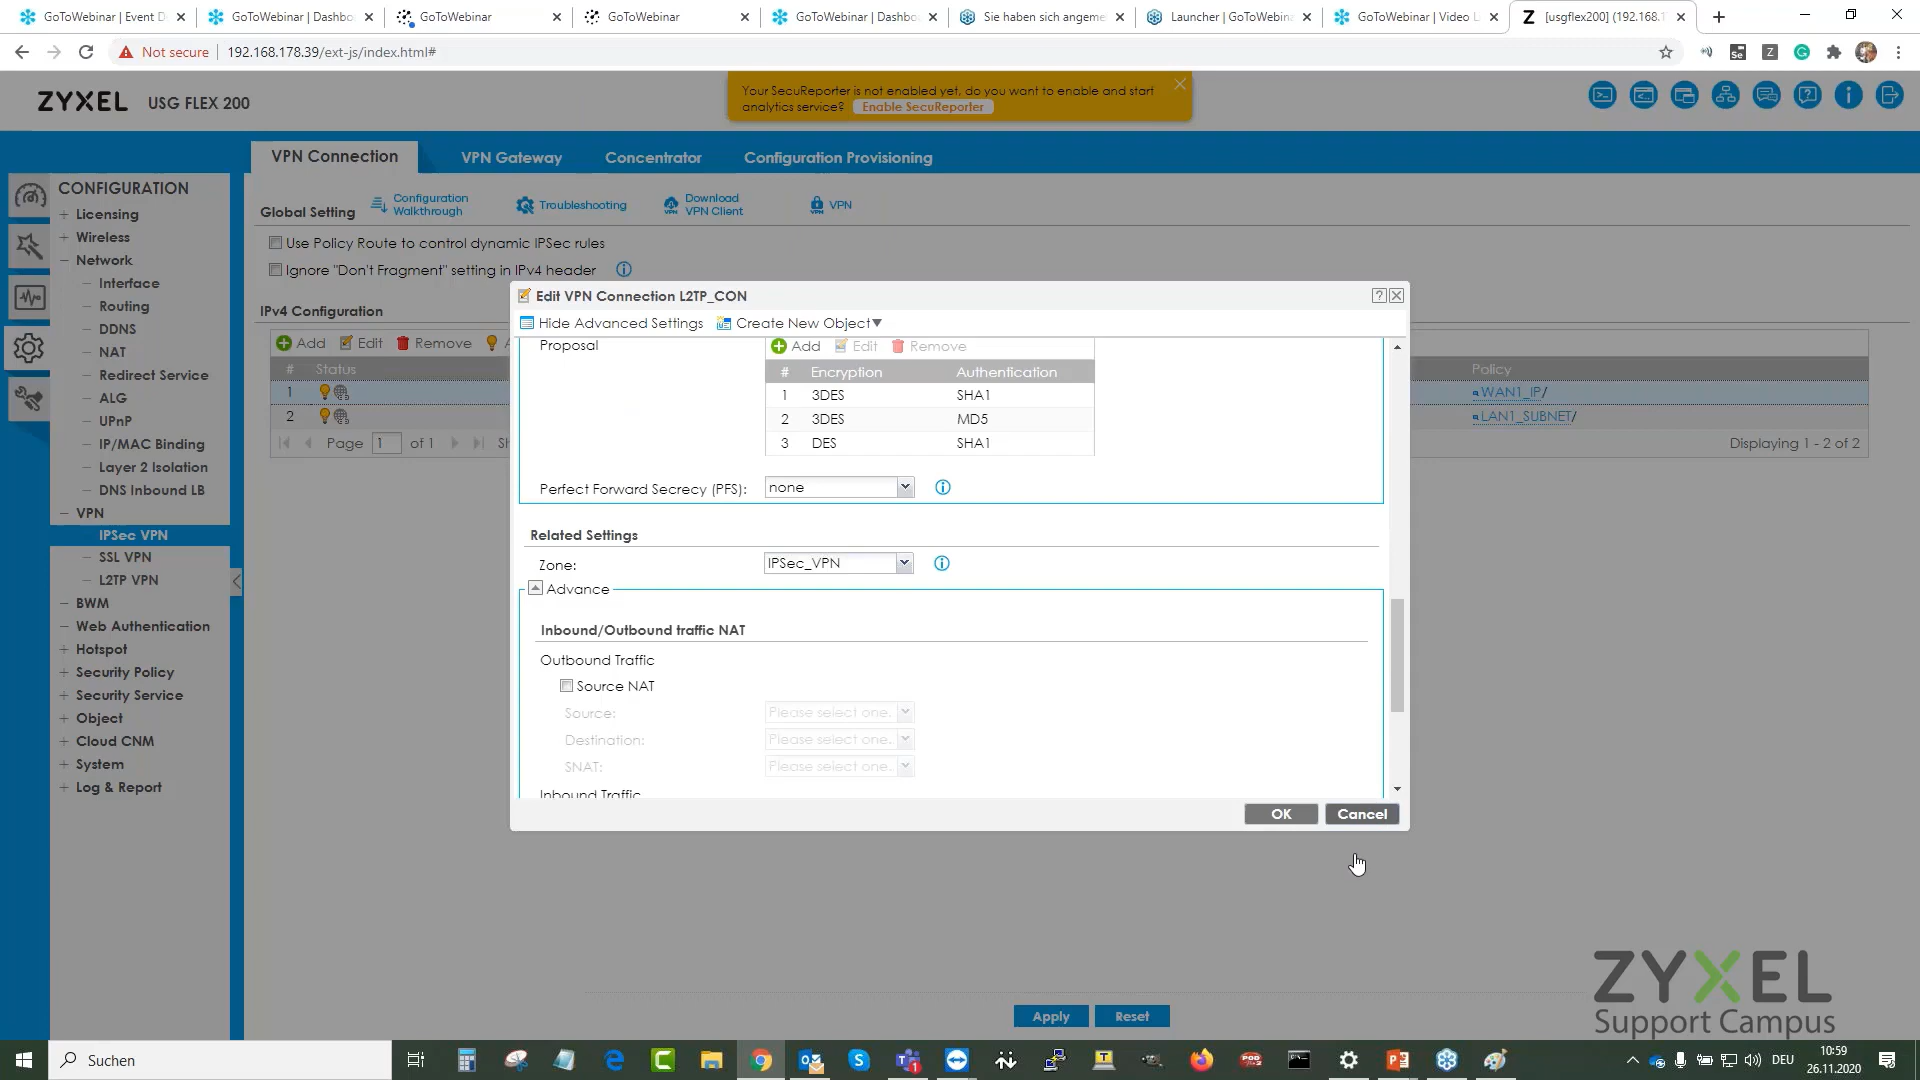 GoToWebinar | Event D
GoToWebinar | Dashbo
GoToWebinar
GoToWebinar
GoToWebinar | Dashbo
Sie haben sich angeme
Launcher | GoToWebin
GoToWebinar | Video L
[usgflex200] (192.168.1
Not secure
192.168.178.39/ext-js/index.html#
ZYXEL USG FLEX 200
Your SecuReporter is not enabled yet, do you want to enable and start
analytics service? Enable SecuReporter
VPN Connection
VPN Gateway
Concentrator
Configuration Provisioning
CONFIGURATION
Licensing
Wireless
Network
Interface
Routing
DDNS
NAT
Redirect Service
ALG
UPnP
IP/MAC Binding
Layer 2 Isolation
DNS Inbound LB
VPN
IPSec VPN
SSL VPN
L2TP VPN
BWM
Web Authentication
Hotspot
Security Policy
Security Service
Object
Cloud CNM
System
Log & Report
Global Setting
Configuration
Walkthrough
Troubleshooting
Download
VPN Client
VPN
Use Policy Route to control dynamic IPSec rules
Ignore "Don't Fragment" setting in IPv4 header
IPv4 Configuration
Add Edit Remove
# Status
Policy
1
WAN1_IP/
2
LAN1_SUBNET/
Page 1 of 1
Displaying 1 - 2 of 2
Edit VPN Connection L2TP_CON
Hide Advanced Settings Create New Object
Proposal
Add Edit Remove
# Encryption Authentication
1 3DES SHA1
2 3DES MD5
3 DES SHA1
Perfect Forward Secrecy (PFS): none
Related Settings
Zone: IPSec_VPN
Advance
Inbound/Outbound traffic NAT
Outbound Traffic
Source NAT
Source: Please select one.
Destination: Please select one.
SNAT: Please select one.
Inbound Traffic
OK Cancel
Apply Reset
ZYXEL
Support Campus
Suchen
DEU
10:59
26.11.2020